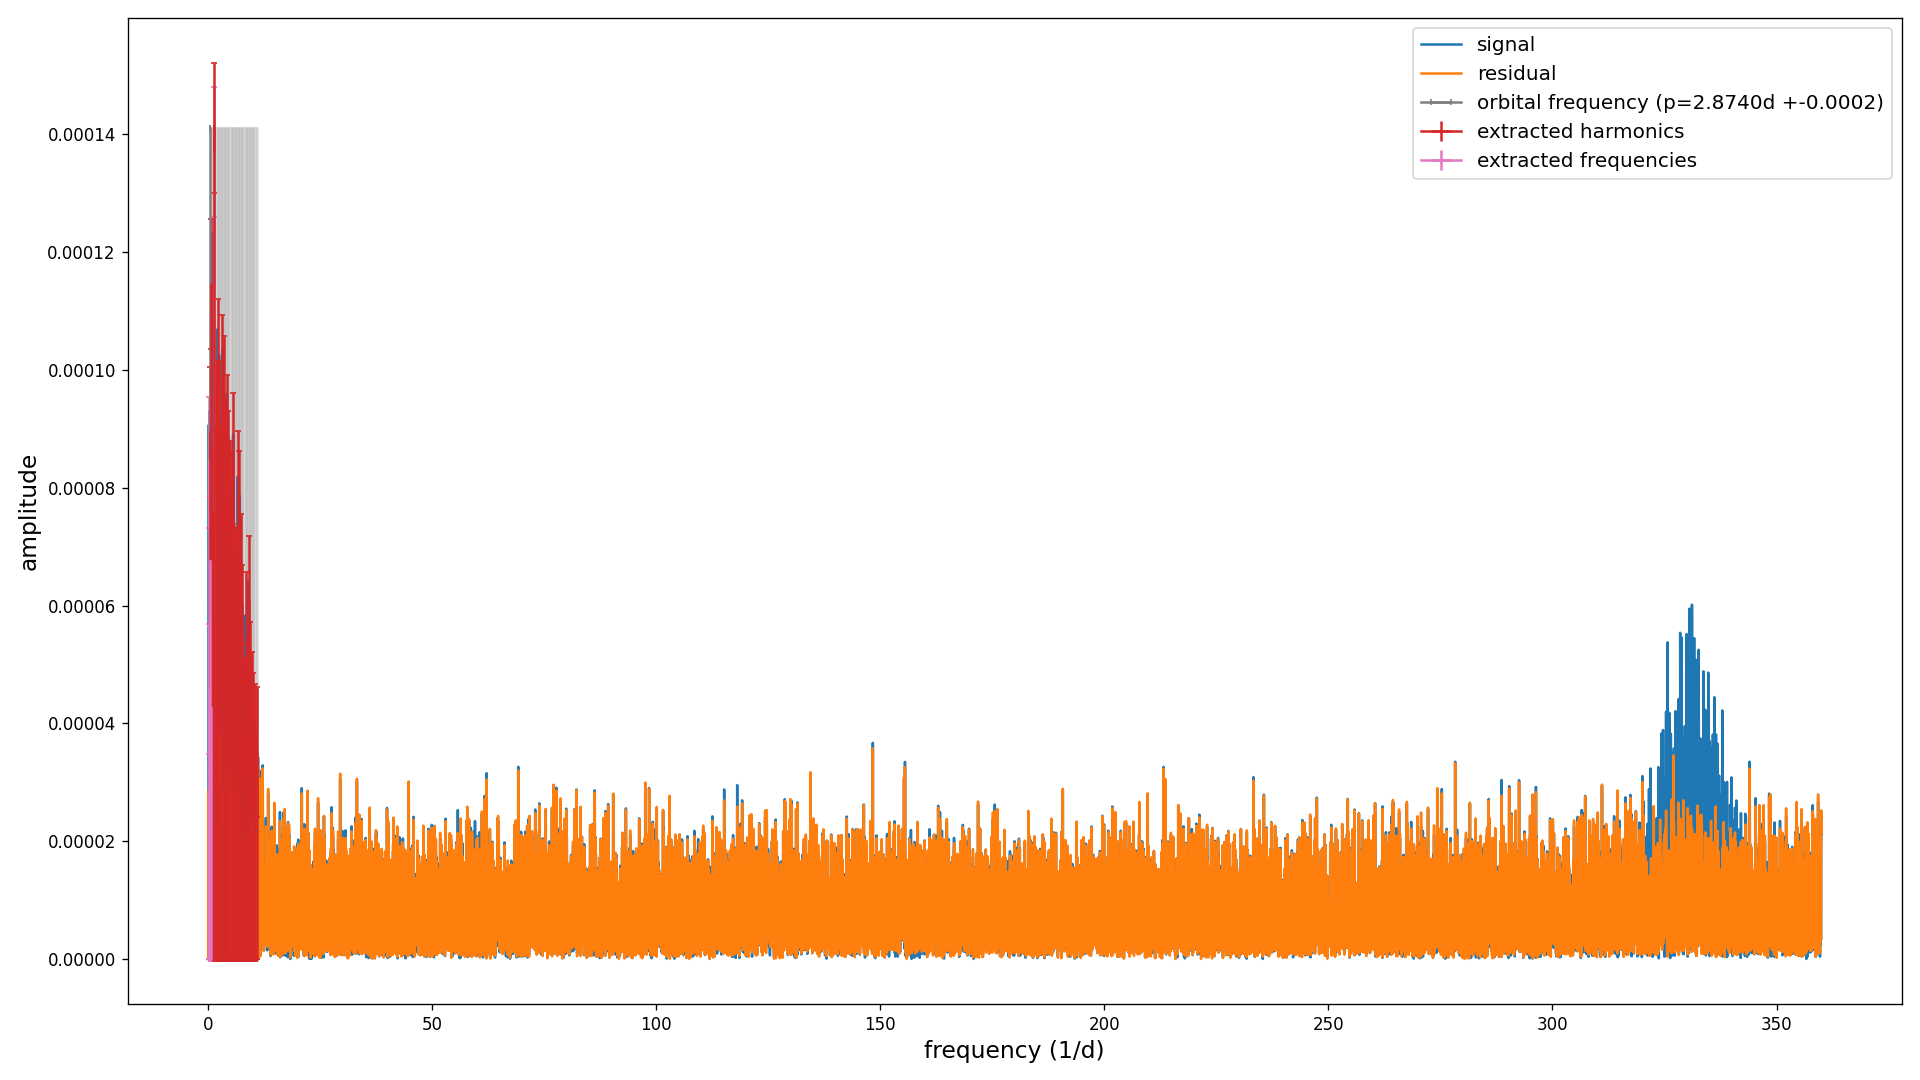 signal
residual
orbital frequency (p=2.8740d +-0.0002)
extracted harmonics
extracted frequencies
0.00014
0.00012
0.00010
0.00008
0.00006
0.00004
0.00002
0.00000
amplitude
0 50 100 150 200 250 300 350
frequency (1/d)